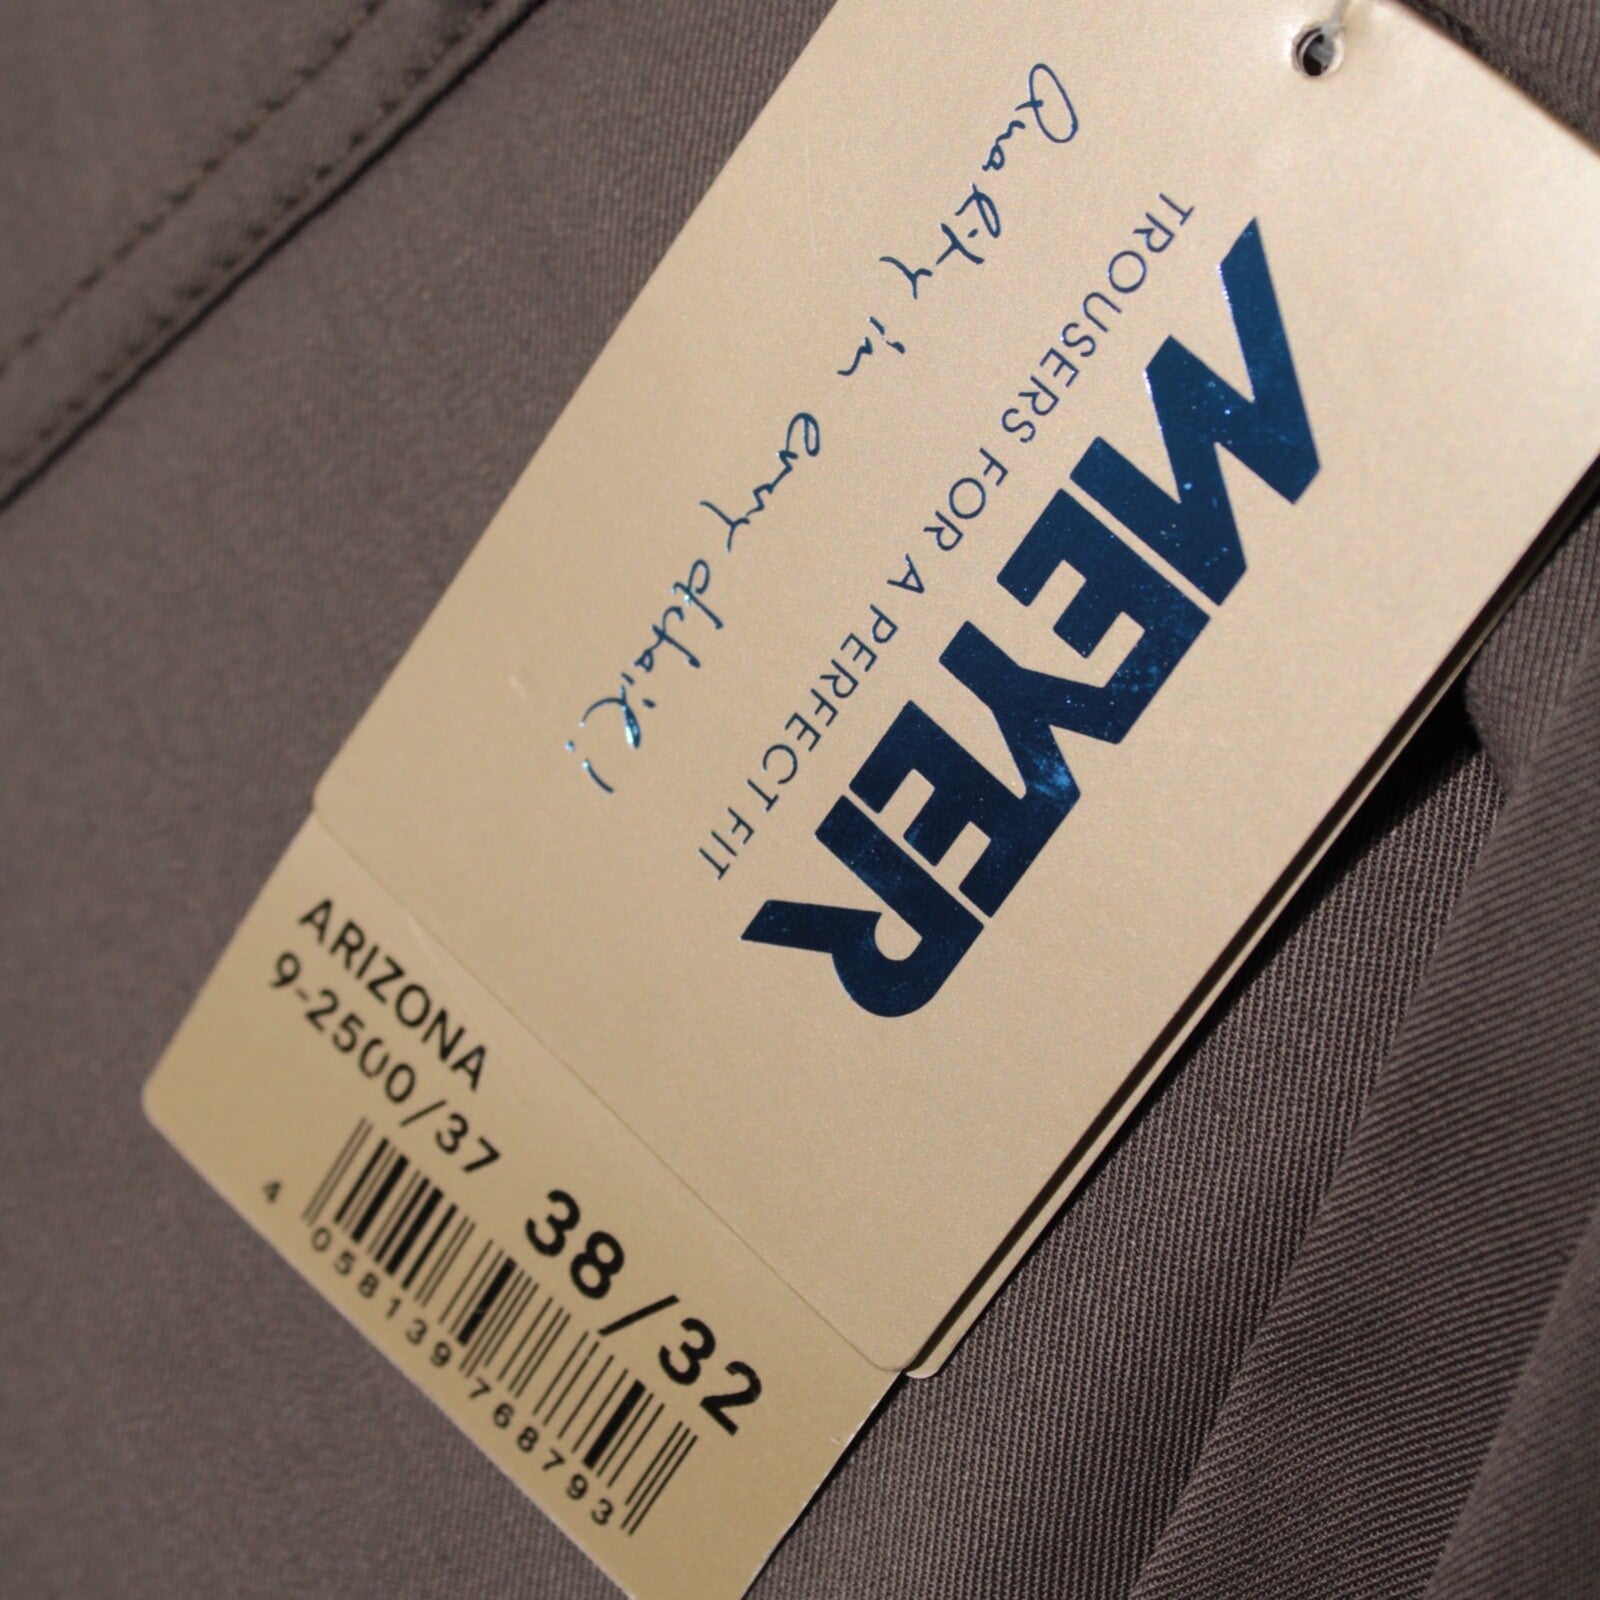 MEYER
TROUSERS FOR A PERFECT FIT
Quality in every detail!
ARIZONA
9-2500/37
38/32
4 058139 768793